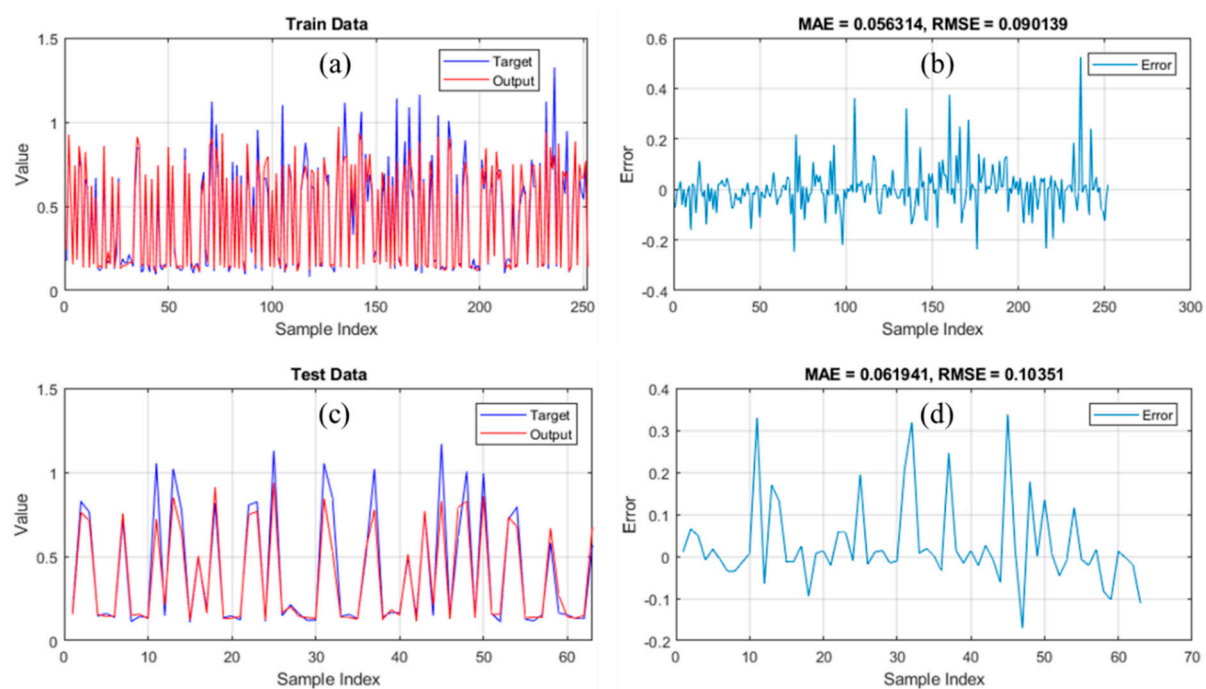 Train Data
(a)
Target
Output
Value
1.5
1
0.5
0
0
50
100
150
200
250
Sample Index
MAE = 0.056314, RMSE = 0.090139
(b)
Error
Error
0.6
0.4
0.2
0
-0.2
-0.4
0
50
100
150
200
250
300
Sample Index
Test Data
(c)
Target
Output
Value
1.5
1
0.5
0
0
10
20
30
40
50
60
Sample Index
MAE = 0.061941, RMSE = 0.10351
(d)
Error
Error
0.4
0.3
0.2
0.1
0
-0.1
-0.2
0
10
20
30
40
50
60
70
Sample Index